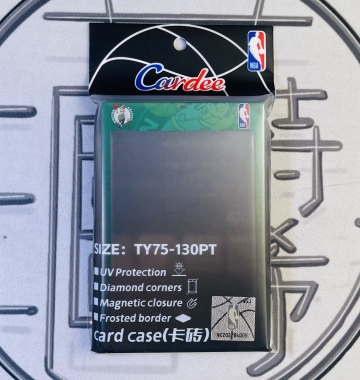 NBA
Cardee
SIZE: TY75-130PT
UV Protection
Diamond corners
Magnetic closure
Frosted border
Card case(卡砖)